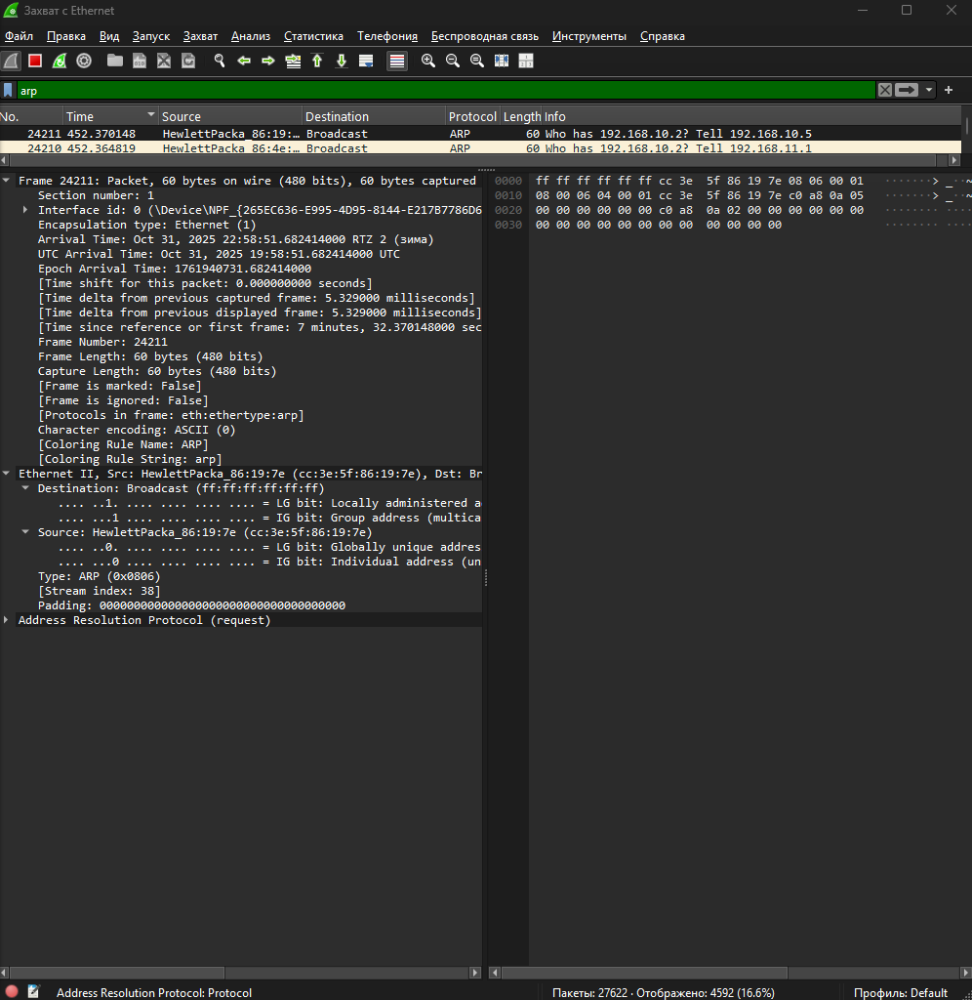 Захват с Ethernet
Файл Правка Вид Запуск Захват Анализ Статистика Телефония Беспроводная связь Инструменты Справка
arp
No. Time Source Destination Protocol Length Info
24211 452.370148 HewlettPacka_86:19:… Broadcast ARP 60 Who has 192.168.10.2? Tell 192.168.10.5
24210 452.364819 HewlettPacka_86:4e:… Broadcast ARP 60 Who has 192.168.10.2? Tell 192.168.11.1
Frame 24211: Packet, 60 bytes on wire (480 bits), 60 bytes captured
Section number: 1
Interface id: 0 (\Device\NPF_{265EC636-E995-4D95-8144-E217B7786D6
Encapsulation type: Ethernet (1)
Arrival Time: Oct 31, 2025 22:58:51.682414000 RTZ 2 (зима)
UTC Arrival Time: Oct 31, 2025 19:58:51.682414000 UTC
Epoch Arrival Time: 1761940731.682414000
[Time shift for this packet: 0.000000000 seconds]
[Time delta from previous captured frame: 5.329000 milliseconds]
[Time delta from previous displayed frame: 5.329000 milliseconds]
[Time since reference or first frame: 7 minutes, 32.370148000 sec
Frame Number: 24211
Frame Length: 60 bytes (480 bits)
Capture Length: 60 bytes (480 bits)
[Frame is marked: False]
[Frame is ignored: False]
[Protocols in frame: eth:ethertype:arp]
Character encoding: ASCII (0)
[Coloring Rule Name: ARP]
[Coloring Rule String: arp]
Ethernet II, Src: HewlettPacka_86:19:7e (cc:3e:5f:86:19:7e), Dst: Br
Destination: Broadcast (ff:ff:ff:ff:ff:ff)
.... ..1. .... .... .... .... = LG bit: Locally administered a
.... ...1 .... .... .... .... = IG bit: Group address (multica
Source: HewlettPacka_86:19:7e (cc:3e:5f:86:19:7e)
.... ..0. .... .... .... .... = LG bit: Globally unique addres
.... ...0 .... .... .... .... = IG bit: Individual address (un
Type: ARP (0x0806)
[Stream index: 38]
Padding: 000000000000000000000000000000000000
Address Resolution Protocol (request)
0000 ff ff ff ff ff ff cc 3e 5f 86 19 7e 08 06 00 01 ·······> _··~
0010 08 00 06 04 00 01 cc 3e 5f 86 19 7e c0 a8 0a 05 ·······> _··~
0020 00 00 00 00 00 00 c0 a8 0a 02 00 00 00 00 00 00 ········ ····
0030 00 00 00 00 00 00 00 00 00 00 00 00 ········ ····
Address Resolution Protocol: Protocol
Пакеты: 27622 · Отображено: 4592 (16.6%)
Профиль: Default